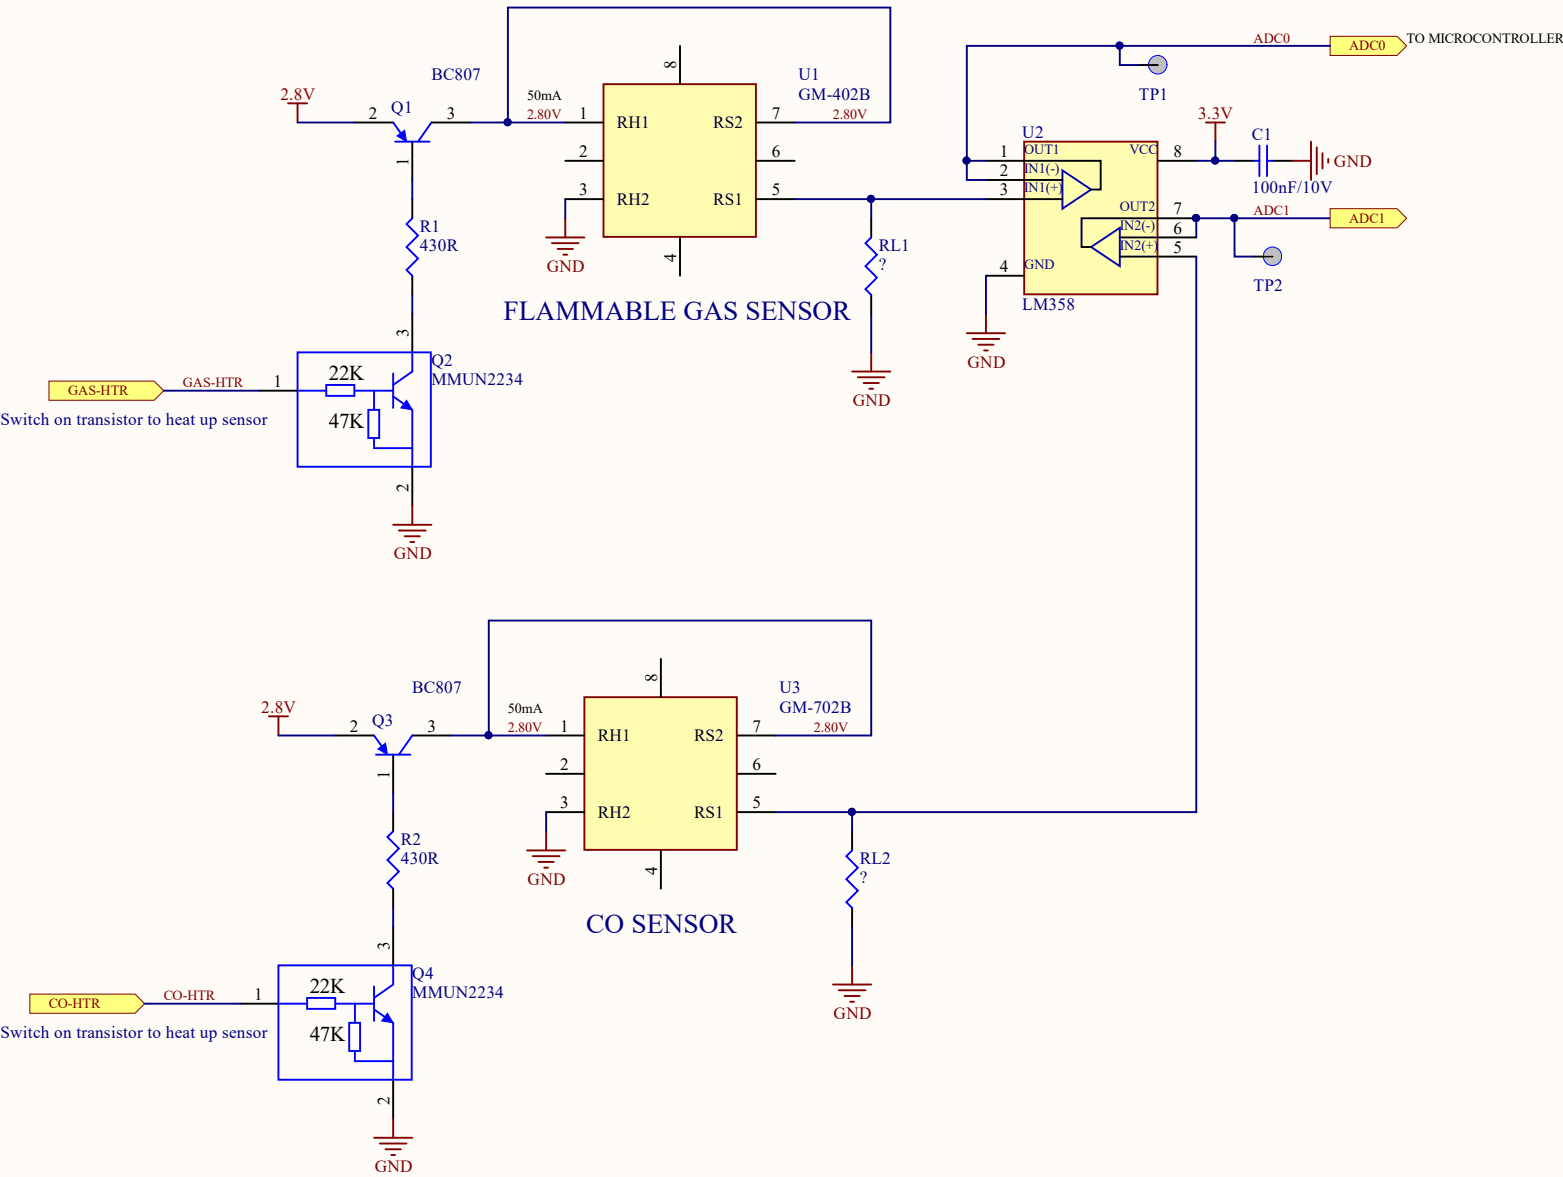 BC807
2.8V
2
Q1
3
50mA
2.80V
1
1
RH1
2
3
RH2
GND
8
4
U1
GM-402B
RS2
7
2.80V
6
RS1
5
R1
430R
RL1
?
GND
FLAMMABLE GAS SENSOR
3
Q2
MMUN2234
GAS-HTR
GAS-HTR
1
22K
47K
Switch on transistor to heat up sensor
2
GND
ADC0
ADC0
TO MICROCONTROLLER
TP1
3.3V
U2
C1
1
OUT1
VCC
8
GND
2
IN1(-)
3
IN1(+)
100nF/10V
OUT2
7
ADC1
ADC1
IN2(-)
6
IN2(+)
5
4
GND
TP2
LM358
GND
BC807
2.8V
2
Q3
3
50mA
2.80V
1
1
RH1
2
3
RH2
GND
8
4
U3
GM-702B
RS2
7
2.80V
6
RS1
5
R2
430R
RL2
?
GND
CO SENSOR
3
Q4
MMUN2234
CO-HTR
CO-HTR
1
22K
47K
Switch on transistor to heat up sensor
2
GND